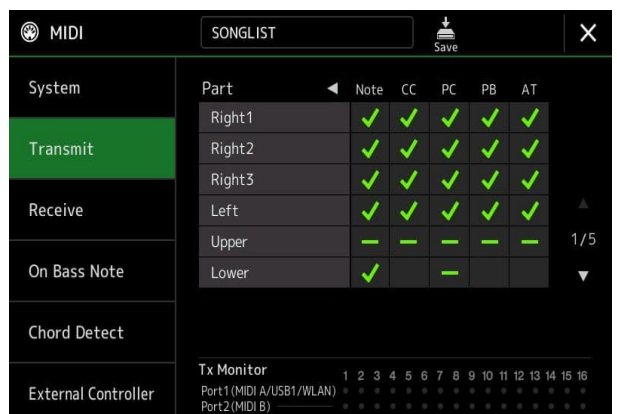 MIDI
SONGLIST
Save
System
Transmit
Receive
On Bass Note
Chord Detect
External Controller
Part ◀ Note CC PC PB AT
Right1
Right2
Right3
Left
Upper
Lower
1/5
Tx Monitor 1 2 3 4 5 6 7 8 9 10 11 12 13 14 15 16
Port1(MIDI A/USB1/WLAN)
Port2(MIDI B)